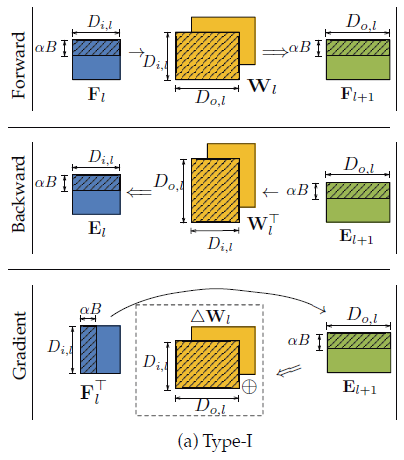 Forward
D_{i,l}
αB
F_l
→
D_{i,l}
D_{o,l}
W_l
⟹
αB
D_{o,l}
F_{l+1}
Backward
D_{i,l}
αB
E_l
⟸
D_{o,l}
D_{i,l}
W_l^⊤
←
αB
D_{o,l}
E_{l+1}
Gradient
αB
D_{i,l}
F_l^⊤
△W_l
D_{i,l}
D_{o,l}
⊕
⟸
D_{o,l}
αB
E_{l+1}
(a) Type-I